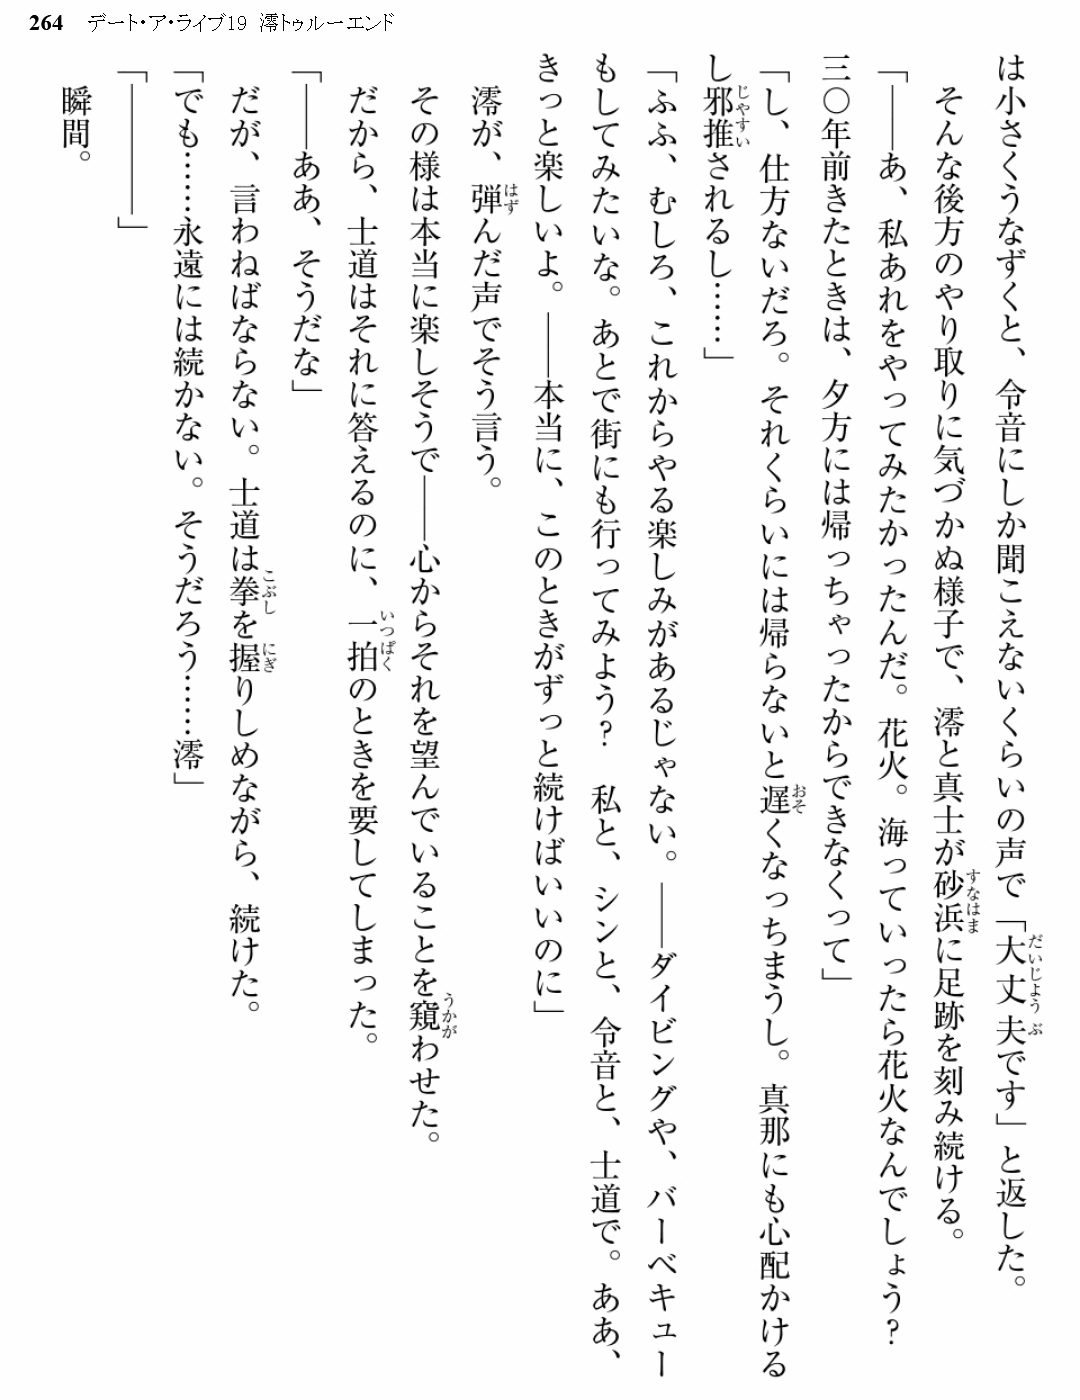 264 デート・ア・ライブ19 澪トゥルーエンド
は小さくうなずくと、令音にしか聞こえないくらいの声で「大丈夫です」と返した。
そんな後方のやり取りに気づかぬ様子で、澪と真士が砂浜に足跡を刻み続ける。
「――あ、私あれをやってみたかったんだ。花火。海っていったら花火なんでしょう?
三〇年前きたときは、夕方には帰っちゃったからできなくって」
「し、仕方ないだろ。それくらいには帰らないと遅くなっちまうし。真那にも心配かける
し邪推されるし……」
「ふふ、むしろ、これからやる楽しみがあるじゃない。――ダイビングや、バーベキュー
もしてみたいな。あとで街にも行ってみよう? 私と、シンと、令音と、士道で。ああ、
きっと楽しいよ。――本当に、このときがずっと続けばいいのに」
澪が、弾んだ声でそう言う。
その様は本当に楽しそうで――心からそれを望んでいることを窺わせた。
だから、士道はそれに答えるのに、一拍のときを要してしまった。
「――ああ、そうだな」
だが、言わねばならない。士道は拳を握りしめながら、続けた。
「でも……永遠には続かない。そうだろう……澪」
「――――」
瞬間。